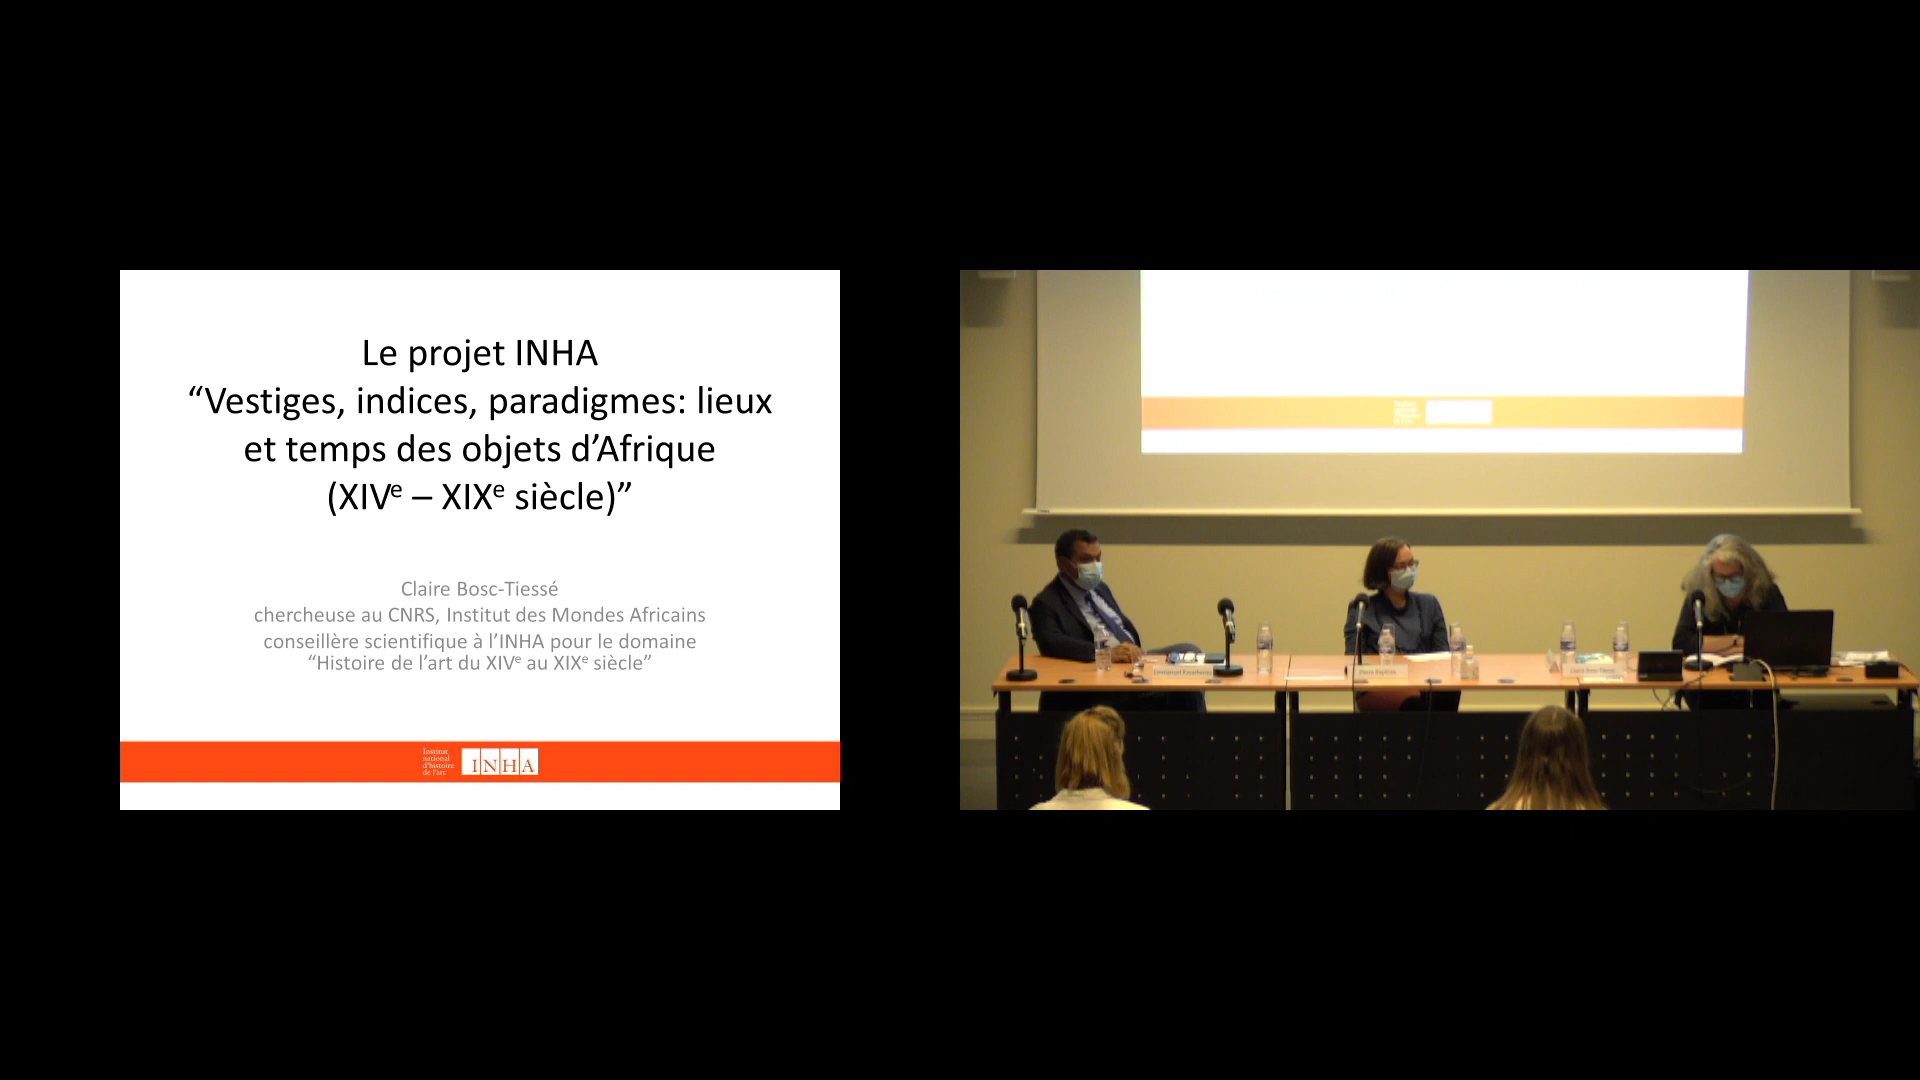 Le projet INHA
“Vestiges, indices, paradigmes: lieux
et temps des objets d’Afrique
(XIVe – XIXe siècle)”
Claire Bosc-Tiessé
chercheuse au CNRS, Institut des Mondes Africains
conseillère scientifique à l’INHA pour le domaine
“Histoire de l’art du XIVe au XIXe siècle”
Institut
national
d'histoire
de l'art
INHA